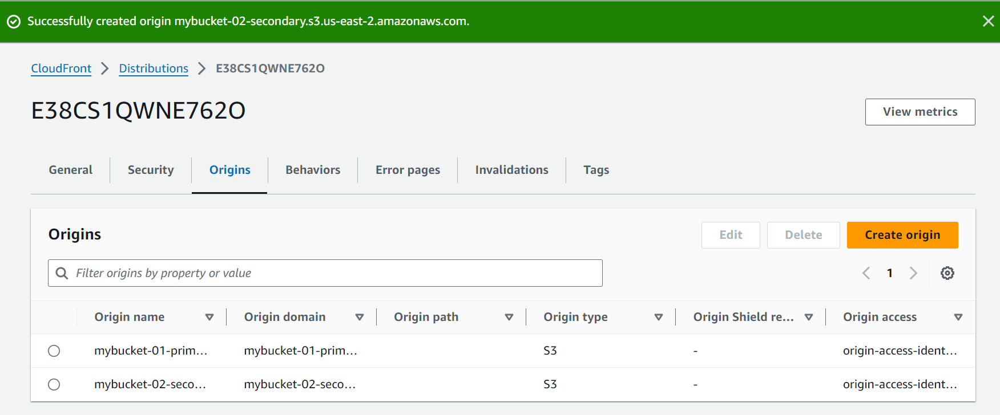 Successfully created origin mybucket-02-secondary.s3.us-east-2.amazonaws.com.
CloudFront Distributions E38CS1QWNE762O
E38CS1QWNE762O
View metrics
General Security Origins Behaviors Error pages Invalidations Tags
Origins
Edit Delete Create origin
Filter origins by property or value
1
Origin name Origin domain Origin path Origin type Origin Shield re... Origin access
mybucket-01-prim... mybucket-01-prim... S3 - origin-access-ident...
mybucket-02-seco... mybucket-02-seco... S3 - origin-access-ident...